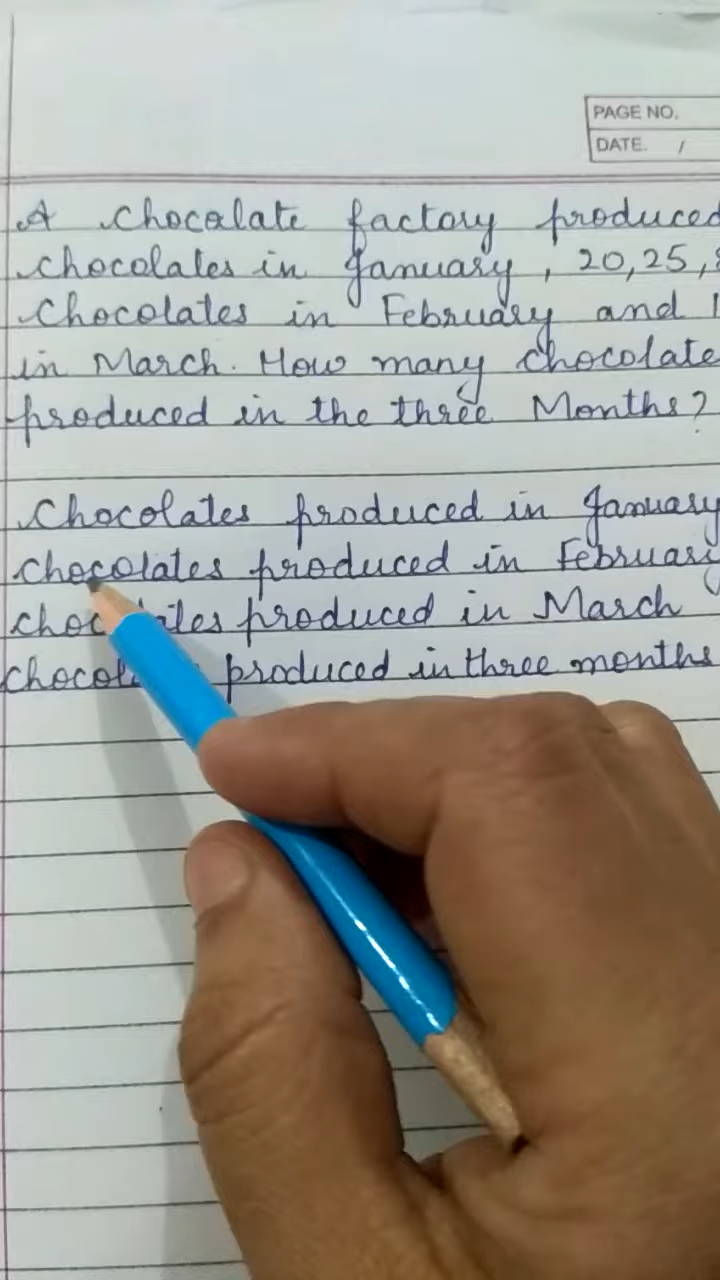 PAGE NO.
DATE. /
A chocolate factory produced
chocolates in January, 20,25,
chocolates in February and
in March. How many chocolate
produced in the three Months?
Chocolates produced in January
chocolates produced in Februar
chocolates produced in March
produced in three months